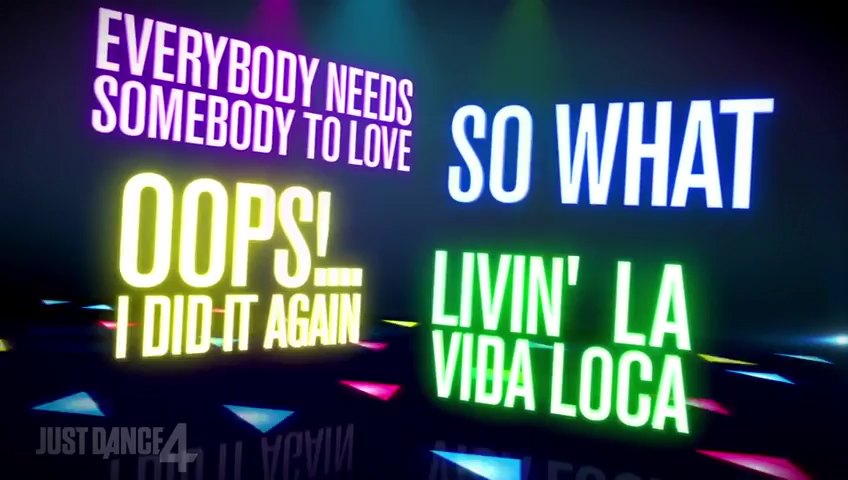 EVERYBODY NEEDS
SOMEBODY TO LOVE
SO WHAT
OOPS!...
I DID IT AGAIN
LIVIN' LA
VIDA LOCA
JUST DANCE 4